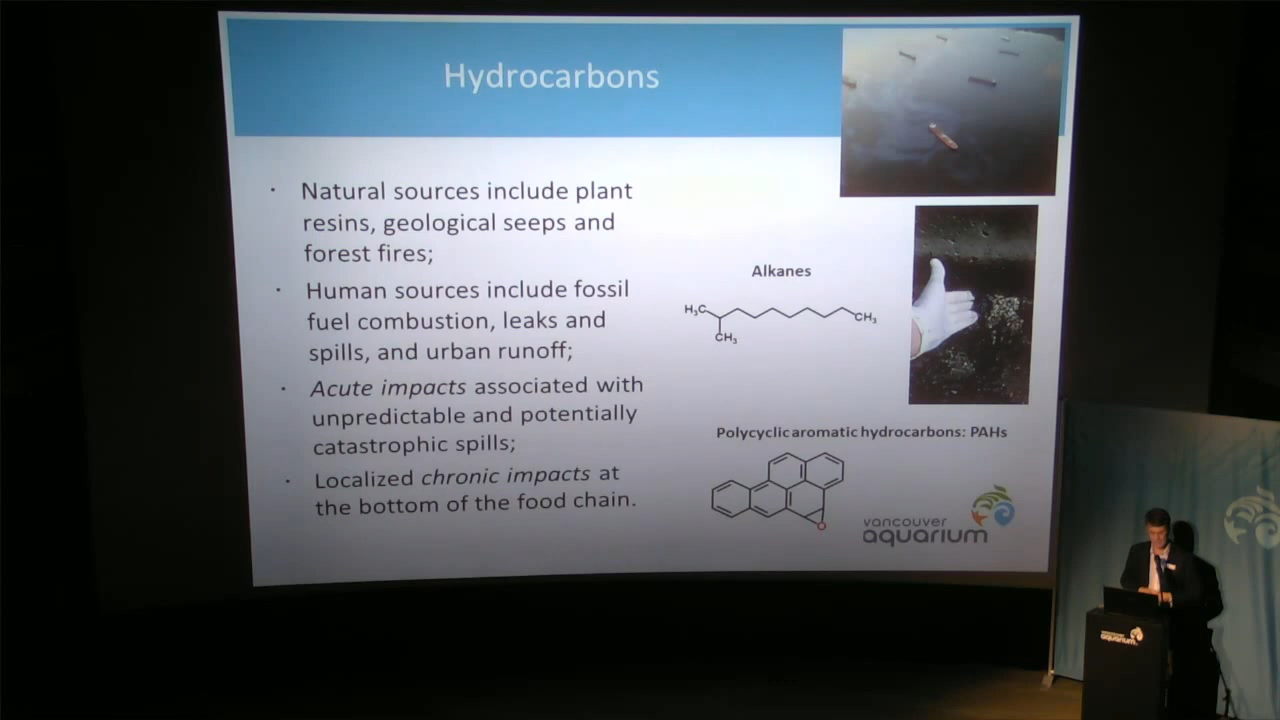 Hydrocarbons
· Natural sources include plant
resins, geological seeps and
forest fires;
· Human sources include fossil
fuel combustion, leaks and
spills, and urban runoff;
· Acute impacts associated with
unpredictable and potentially
catastrophic spills;
· Localized chronic impacts at
the bottom of the food chain.
Alkanes
H₃C
CH₃
CH₃
Polycyclic aromatic hydrocarbons: PAHs
O
vancouver
aquarium
aquarium